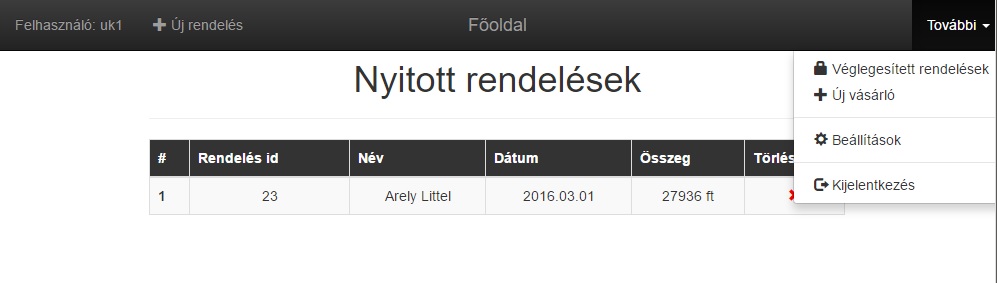 Felhasználó: uk1 Új rendelés Főoldal További
Véglegesített rendelések
Új vásárló
Beállítások
Kijelentkezés
Nyitott rendelések
# Rendelés id Név Dátum Összeg Törlés
1 23 Arely Littel 2016.03.01 27936 ft